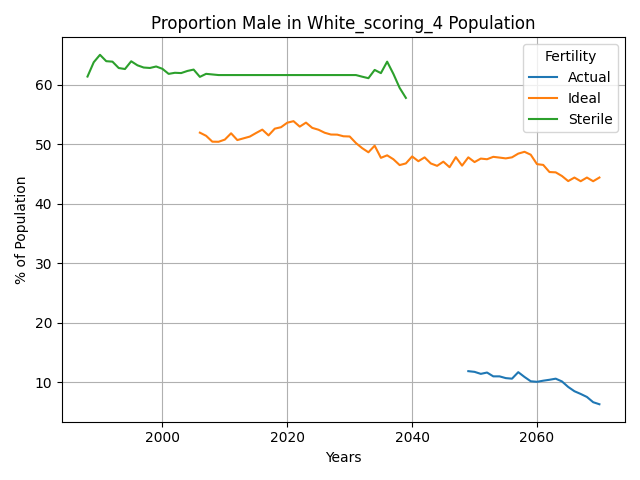 Proportion Male in White_scoring_4 Population
Fertility
Actual
Ideal
Sterile
% of Population
60
50
40
30
20
10
2000 2020 2040 2060
Years